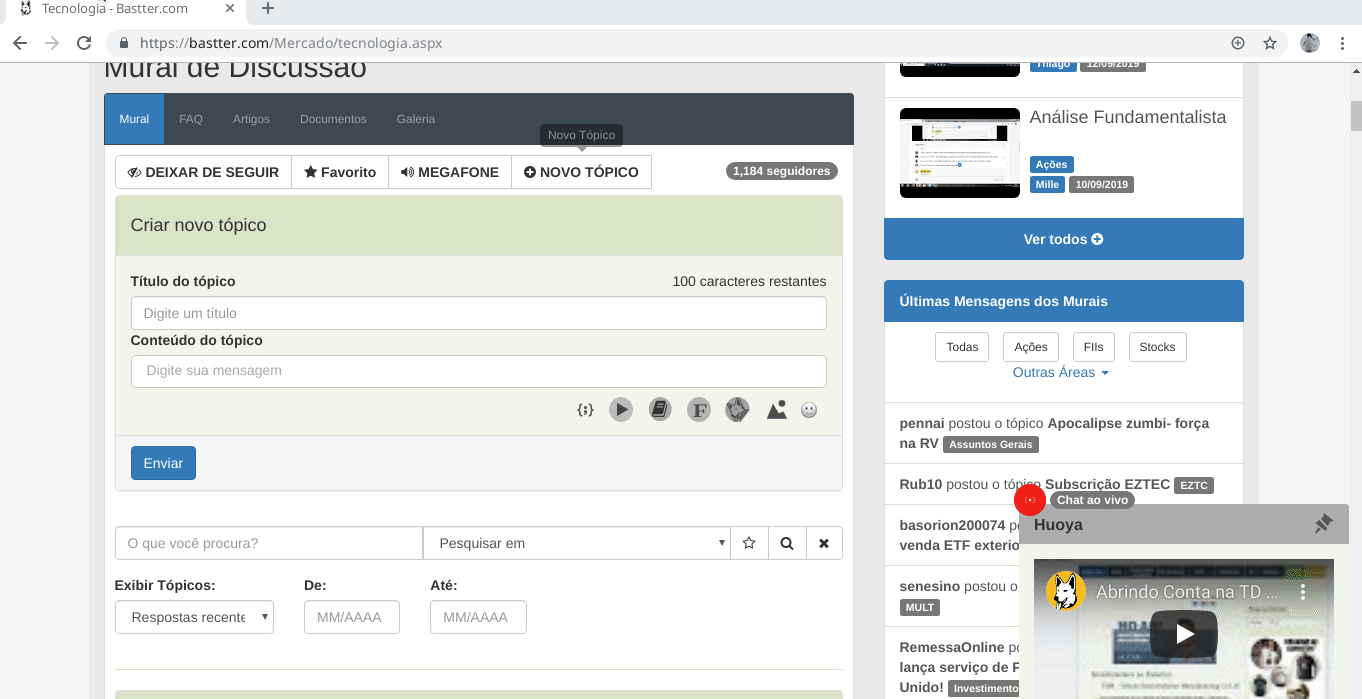 Tecnologia - Bastter.com
https://bastter.com/Mercado/tecnologia.aspx
Mural de Discussão
Mural FAQ Artigos Documentos Galeria
Novo Tópico
DEIXAR DE SEGUIR Favorito MEGAFONE NOVO TÓPICO
1,184 seguidores
Criar novo tópico
Título do tópico 100 caracteres restantes
Digite um título
Conteúdo do tópico
Digite sua mensagem
F
Enviar
O que você procura? Pesquisar em
Exibir Tópicos: De: Até:
Respostas recente MM/AAAA MM/AAAA
Thiago 12/09/2019
Análise Fundamentalista
Ações
Mille 10/09/2019
Ver todos
Últimas Mensagens dos Murais
Todas Ações FIIs Stocks
Outras Áreas
pennai postou o tópico Apocalipse zumbi- força
na RV Assuntos Gerais
Rub10 postou o tópico Subscrição EZTEC EZTC
basorion200074 po
venda ETF exterio
senesino postou o
MULT
RemessaOnline po
lança serviço de F
Unido! Investimento
Chat ao vivo
Huoya
Abrindo Conta na TD ...